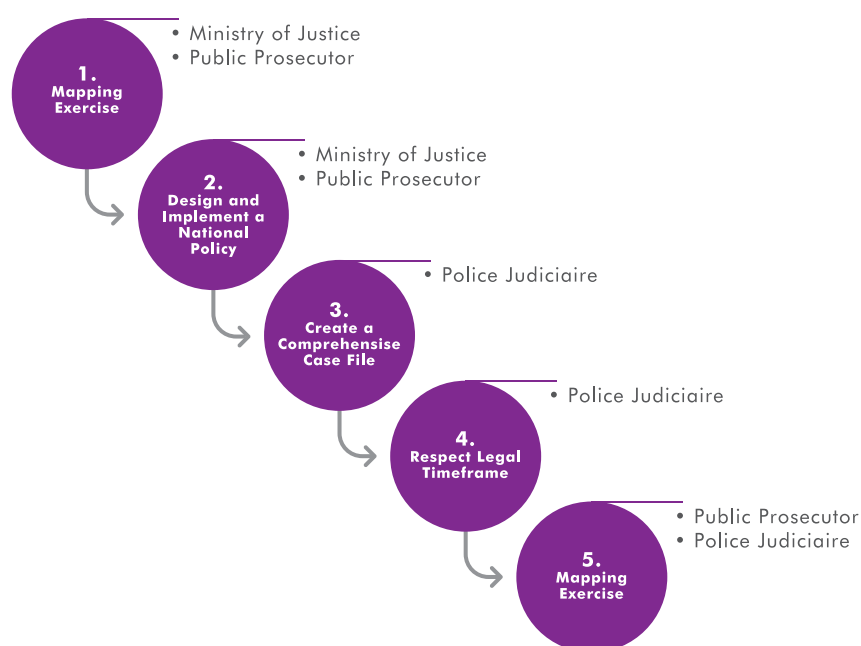 • Ministry of Justice
• Public Prosecutor
1.
Mapping
Exercise
• Ministry of Justice
• Public Prosecutor
2.
Design and
Implement a
National
Policy
• Police Judiciaire
3.
Create a
Comprehensise
Case File
• Police Judiciaire
4.
Respect Legal
Timeframe
• Public Prosecutor
• Police Judiciaire
5.
Mapping
Exercise